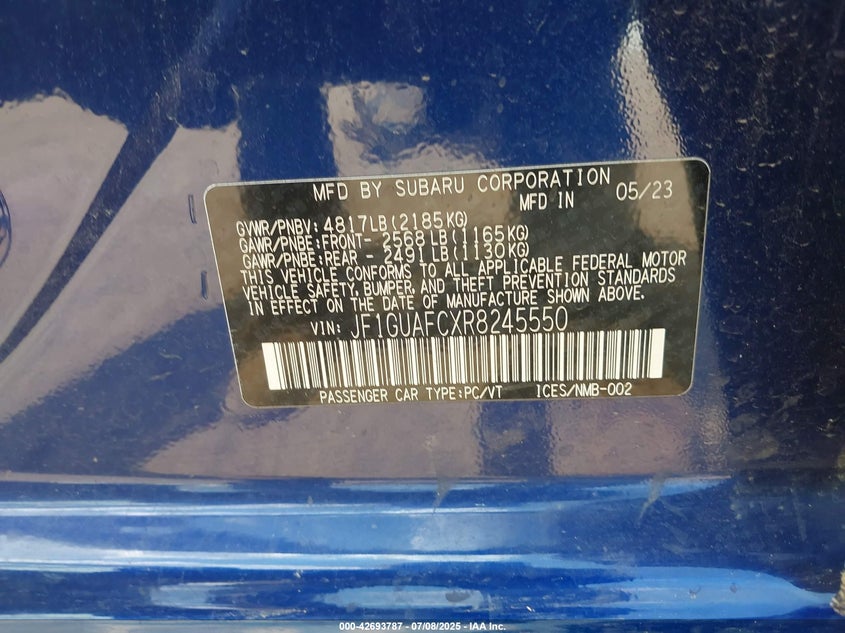 MFD BY SUBARU CORPORATION
MFD IN 05/23
GVWR/PNBV: 4817LB(2185KG)
GAWR/PNBE:FRONT- 2568LB(1165KG)
GAWR/PNBE:REAR - 2491LB(1130KG)
THIS VEHICLE CONFORMS TO ALL APPLICABLE FEDERAL MOTOR
VEHICLE SAFETY, BUMPER, AND THEFT PREVENTION STANDARDS
IN EFFECT ON THE DATE OF MANUFACTURE SHOWN ABOVE.
VIN: JF1GUAFCXR8245550
PASSENGER CAR TYPE:PC/VT ICES/NMB-002
000-42693787 - 07/08/2025 - IAA Inc.